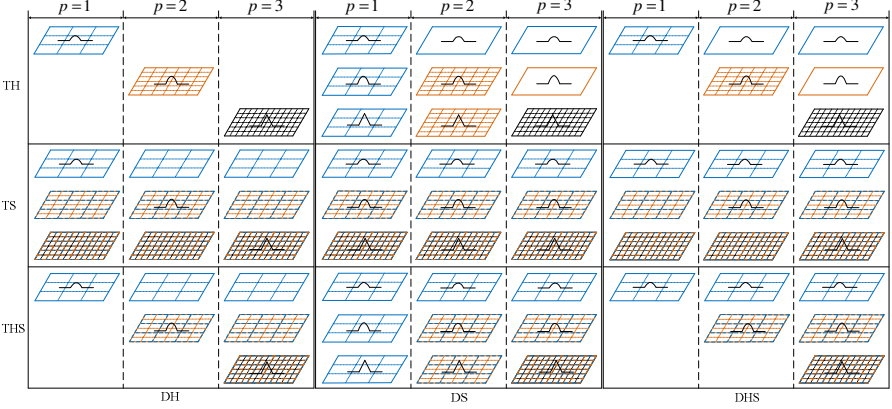 p = 1 p = 2 p = 3 p = 1 p = 2 p = 3 p = 1 p = 2 p = 3
TH
TS
THS
DH DS DHS